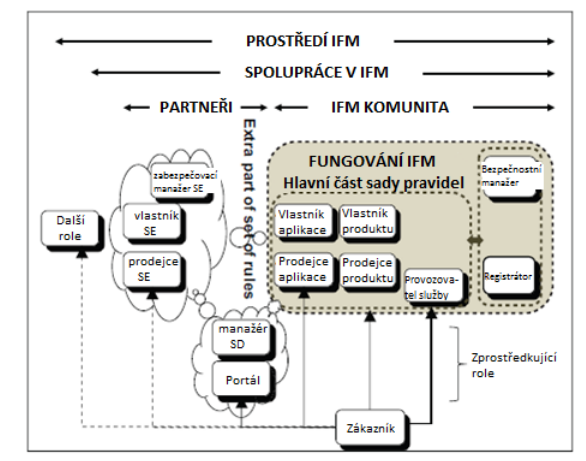 PROSTŘEDÍ IFM
SPOLUPRÁCE V IFM
PARTNEŘI
IFM KOMUNITA
Extra part of set of rules
FUNGOVÁNÍ IFM
Hlavní část sady pravidel
zabezpečovací
manažer SE
vlastník
SE
prodejce
SE
Další
role
Vlastník
aplikace
Vlastník
produktu
Prodejce
aplikace
Prodejce
produktu
Provozova-
tel služby
Bezpečnostní
manažer
Registrátor
manažér
SD
Portál
Zákazník
Zprostředkující
role